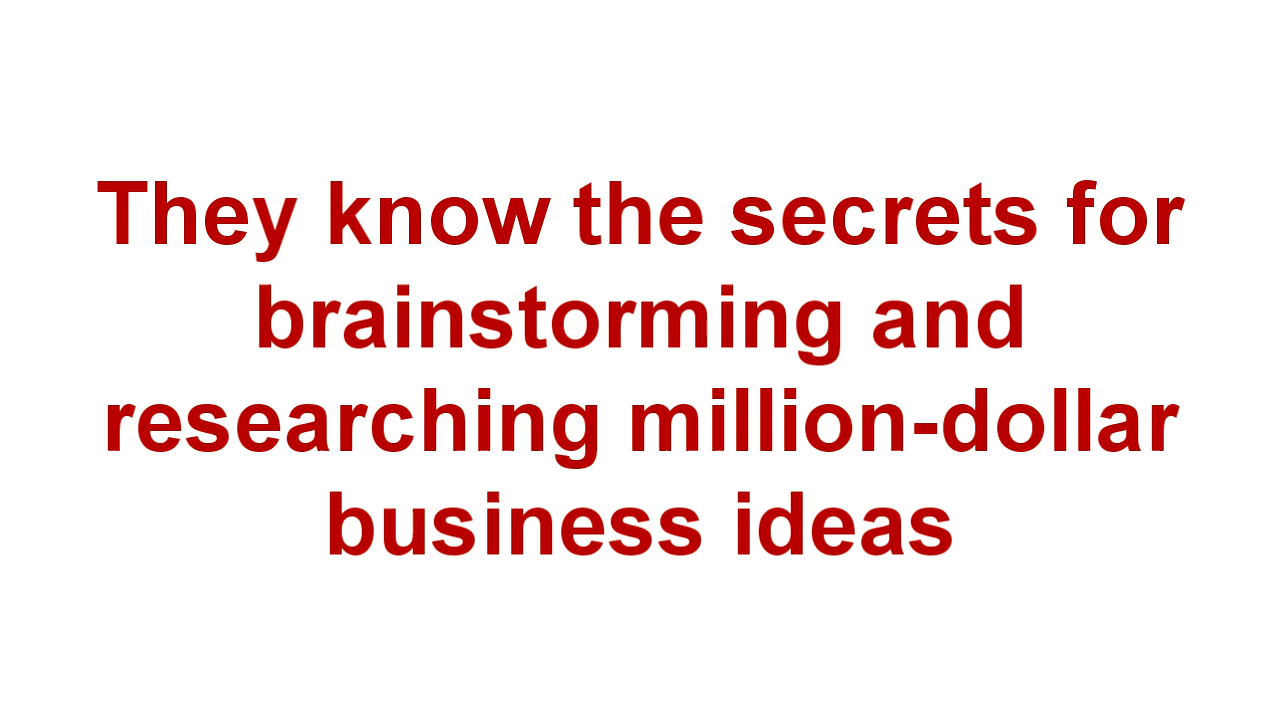 They know the secrets for
brainstorming and
researching million-dollar
business ideas